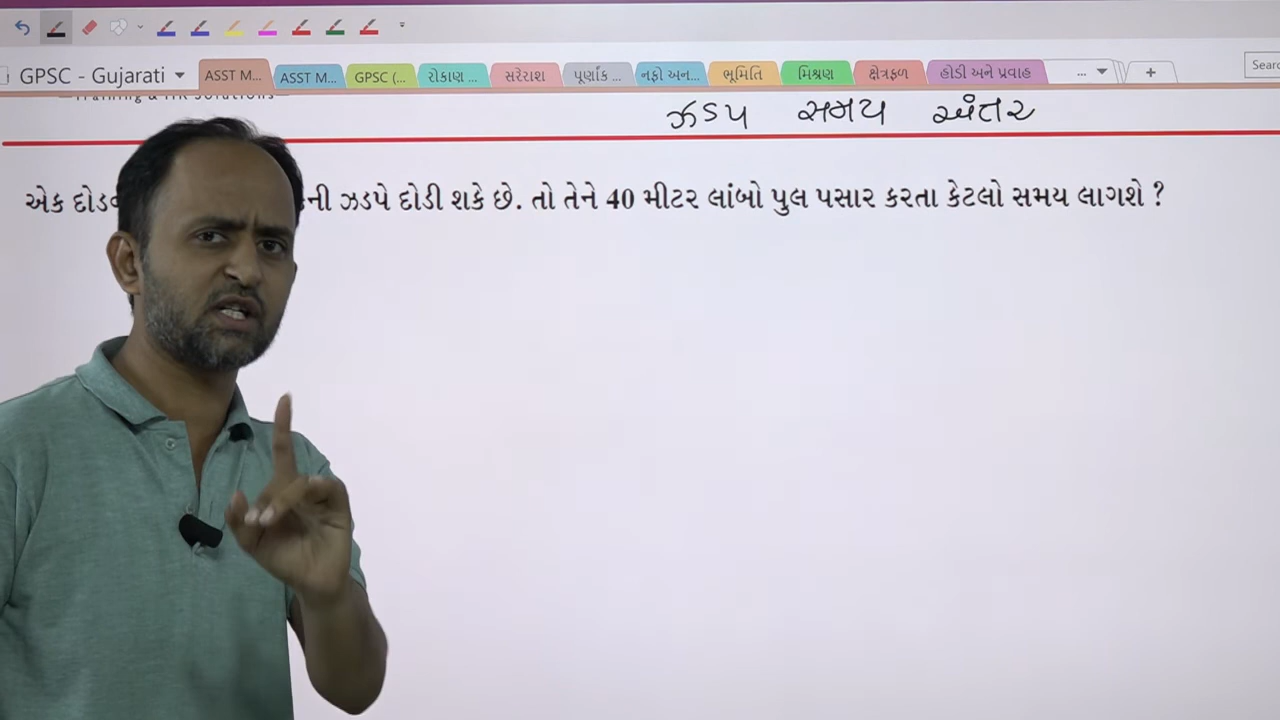 GPSC - Gujarati
ASST M... ASST M... GPSC (... રોકાણ ... સરેરાશ પૂર્ણાંક ... નફો અન... ભૂમિતિ મિશ્રણ ક્ષેત્રફળ હોડી અને પ્રવાહ ... +
ઝડપ સમય અંતર
એક ની ઝડપે દોડી શકે છે. તો તેને 40 મીટર લાંબો પુલ પસાર કરતા કેટલો સમય લાગશે ?